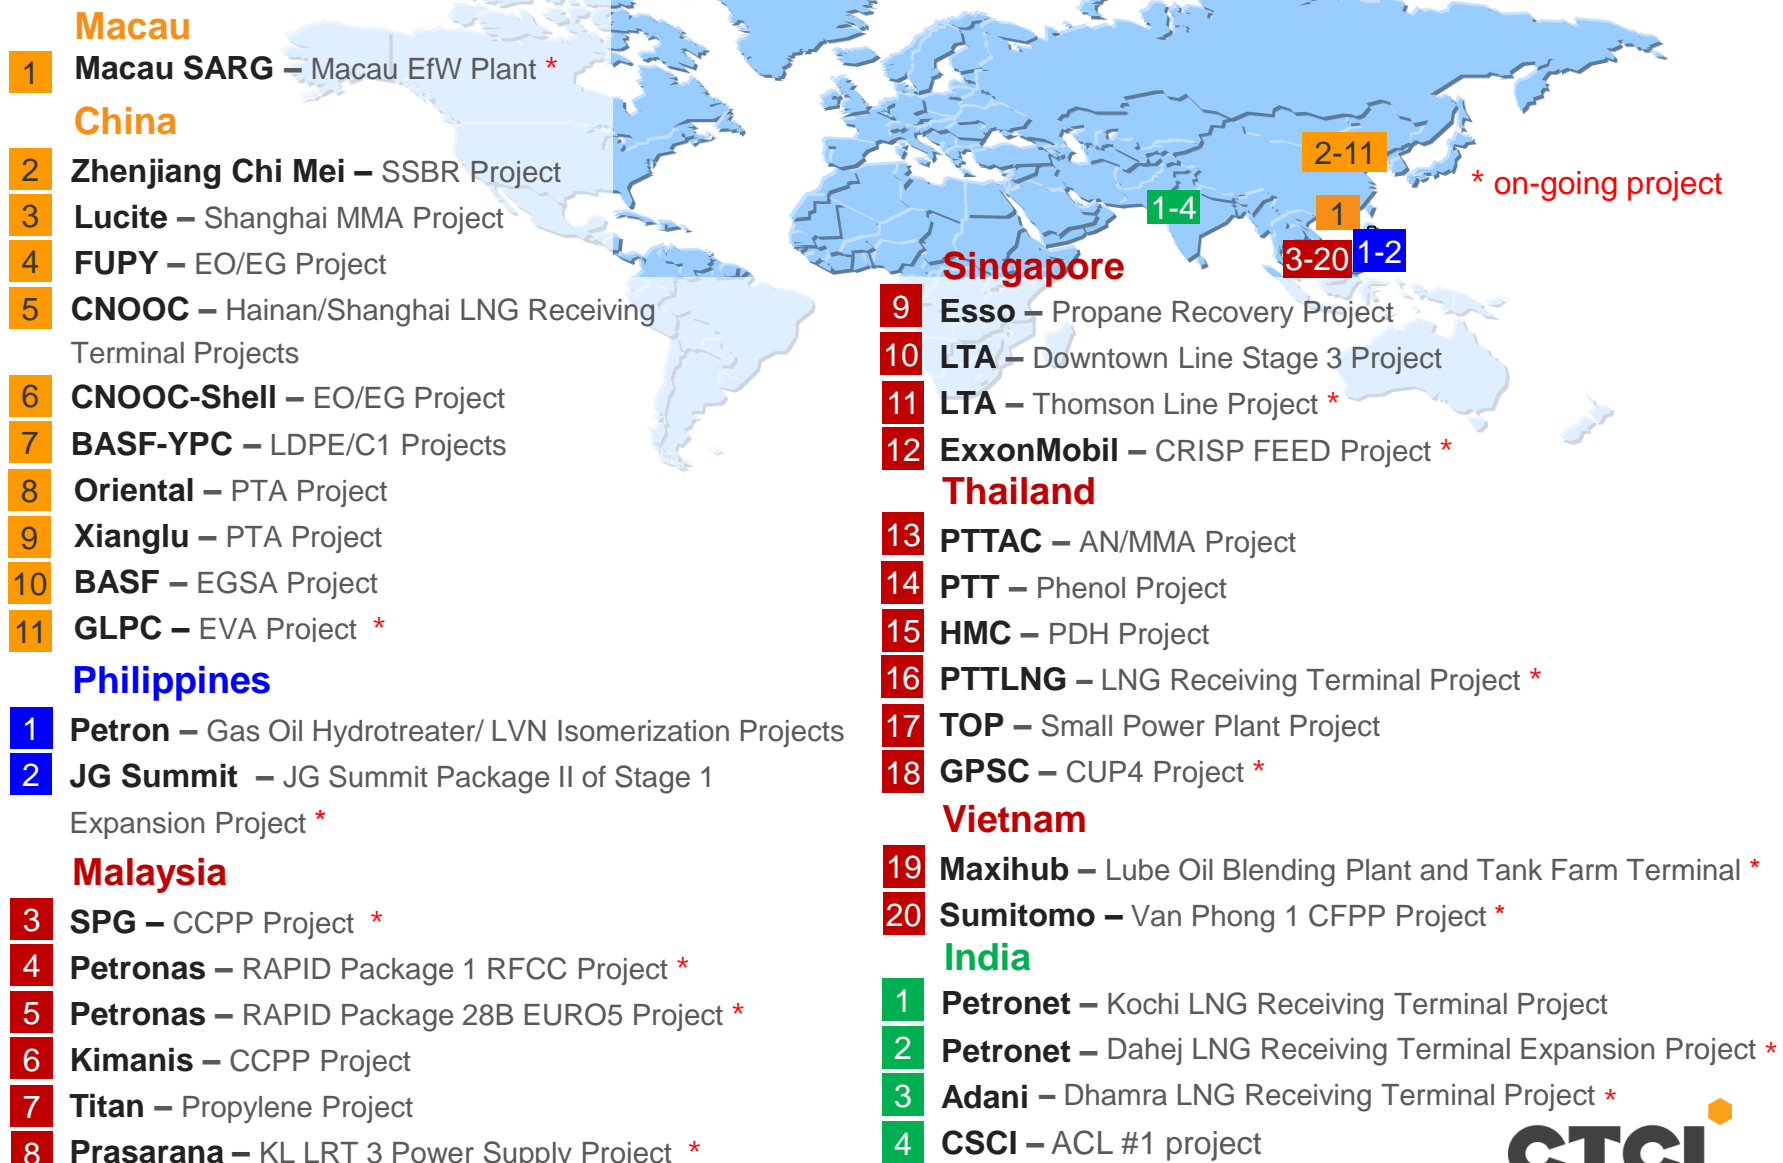 Macau
1 Macau SARG – Macau EfW Plant *
China
2 Zhenjiang Chi Mei – SSBR Project
3 Lucite – Shanghai MMA Project
4 FUPY – EO/EG Project
5 CNOOC – Hainan/Shanghai LNG Receiving
Terminal Projects
6 CNOOC-Shell – EO/EG Project
7 BASF-YPC – LDPE/C1 Projects
8 Oriental – PTA Project
9 Xianglu – PTA Project
10 BASF – EGSA Project
11 GLPC – EVA Project *
Philippines
1 Petron – Gas Oil Hydrotreater/ LVN Isomerization Projects
2 JG Summit – JG Summit Package II of Stage 1
Expansion Project *
Malaysia
3 SPG – CCPP Project *
4 Petronas – RAPID Package 1 RFCC Project *
5 Petronas – RAPID Package 28B EURO5 Project *
6 Kimanis – CCPP Project
7 Titan – Propylene Project
8 Prasarana – KL LRT 3 Power Supply Project *
2-11
* on-going project
1-4
1
3-20
1-2
Singapore
9 Esso – Propane Recovery Project
10 LTA – Downtown Line Stage 3 Project
11 LTA – Thomson Line Project *
12 ExxonMobil – CRISP FEED Project *
Thailand
13 PTTAC – AN/MMA Project
14 PTT – Phenol Project
15 HMC – PDH Project
16 PTTLNG – LNG Receiving Terminal Project *
17 TOP – Small Power Plant Project
18 GPSC – CUP4 Project *
Vietnam
19 Maxihub – Lube Oil Blending Plant and Tank Farm Terminal *
20 Sumitomo – Van Phong 1 CFPP Project *
India
1 Petronet – Kochi LNG Receiving Terminal Project
2 Petronet – Dahej LNG Receiving Terminal Expansion Project *
3 Adani – Dhamra LNG Receiving Terminal Project *
4 CSCI – ACL #1 project
CTCI